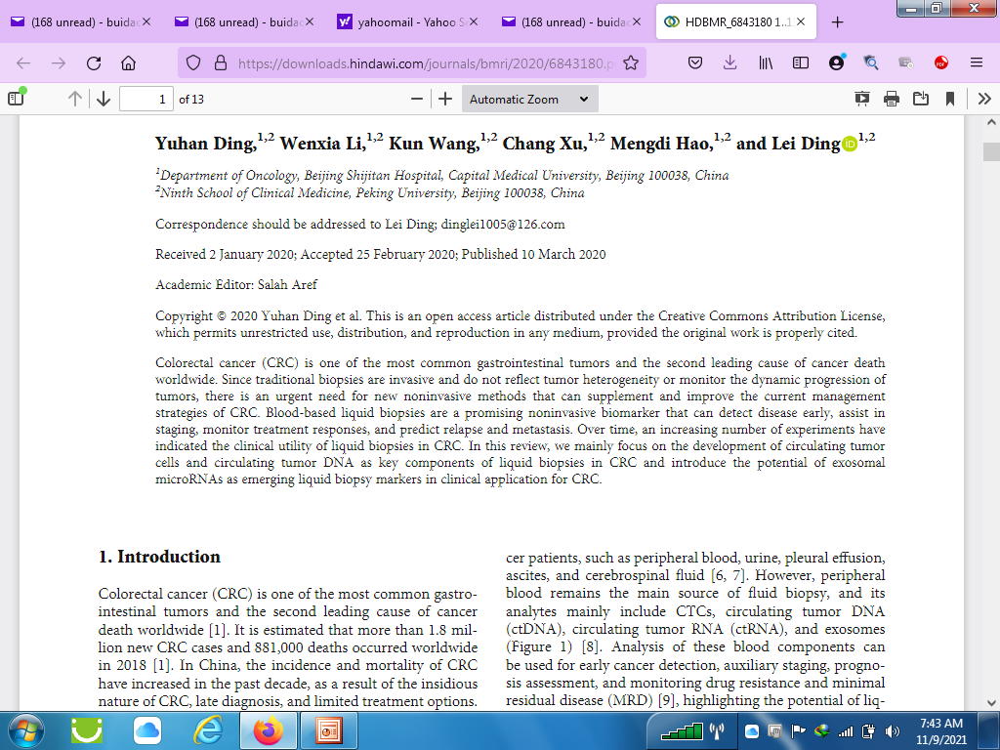 (168 unread) - buidac
(168 unread) - buidac
yahoomail - Yahoo S
(168 unread) - buidac
HDBMR_6843180 1..1
https://downloads.hindawi.com/journals/bmri/2020/6843180.p
1 of 13
Automatic Zoom
Yuhan Ding,1,2 Wenxia Li,1,2 Kun Wang,1,2 Chang Xu,1,2 Mengdi Hao,1,2 and Lei Ding iD 1,2
1Department of Oncology, Beijing Shijitan Hospital, Capital Medical University, Beijing 100038, China
2Ninth School of Clinical Medicine, Peking University, Beijing 100038, China
Correspondence should be addressed to Lei Ding; dinglei1005@126.com
Received 2 January 2020; Accepted 25 February 2020; Published 10 March 2020
Academic Editor: Salah Aref
Copyright © 2020 Yuhan Ding et al. This is an open access article distributed under the Creative Commons Attribution License,
which permits unrestricted use, distribution, and reproduction in any medium, provided the original work is properly cited.
Colorectal cancer (CRC) is one of the most common gastrointestinal tumors and the second leading cause of cancer death
worldwide. Since traditional biopsies are invasive and do not reflect tumor heterogeneity or monitor the dynamic progression of
tumors, there is an urgent need for new noninvasive methods that can supplement and improve the current management
strategies of CRC. Blood-based liquid biopsies are a promising noninvasive biomarker that can detect disease early, assist in
staging, monitor treatment responses, and predict relapse and metastasis. Over time, an increasing number of experiments have
indicated the clinical utility of liquid biopsies in CRC. In this review, we mainly focus on the development of circulating tumor
cells and circulating tumor DNA as key components of liquid biopsies in CRC and introduce the potential of exosomal
microRNAs as emerging liquid biopsy markers in clinical application for CRC.
1. Introduction
Colorectal cancer (CRC) is one of the most common gastro-
intestinal tumors and the second leading cause of cancer
death worldwide [1]. It is estimated that more than 1.8 mil-
lion new CRC cases and 881,000 deaths occurred worldwide
in 2018 [1]. In China, the incidence and mortality of CRC
have increased in the past decade, as a result of the insidious
nature of CRC, late diagnosis, and limited treatment options.
cer patients, such as peripheral blood, urine, pleural effusion,
ascites, and cerebrospinal fluid [6, 7]. However, peripheral
blood remains the main source of fluid biopsy, and its
analytes mainly include CTCs, circulating tumor DNA
(ctDNA), circulating tumor RNA (ctRNA), and exosomes
(Figure 1) [8]. Analysis of these blood components can
be used for early cancer detection, auxiliary staging, progno-
sis assessment, and monitoring drug resistance and minimal
residual disease (MRD) [9], highlighting the potential of liq-
7:43 AM
11/9/2021